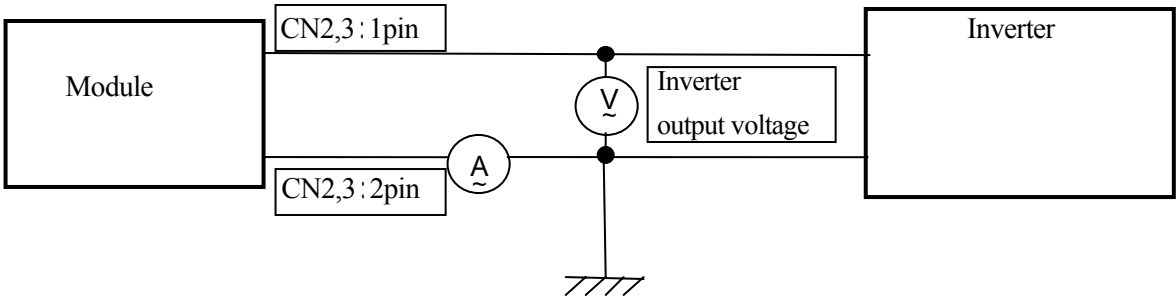 CN2,3：1pin
Inverter
Module
V
~
Inverter
output voltage
A
~
CN2,3：2pin